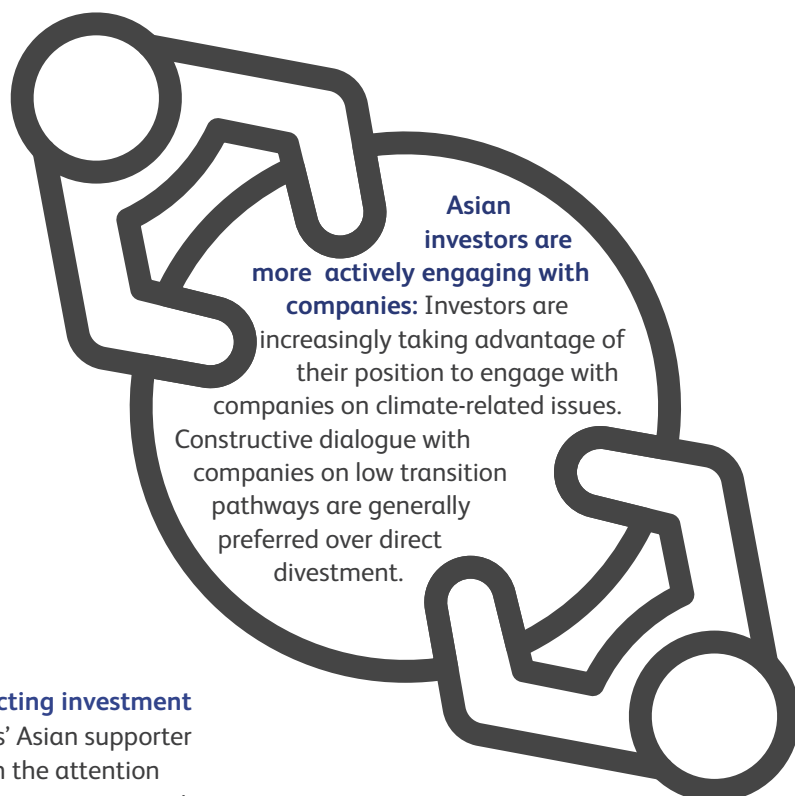 Asian
investors are
more actively engaging with
companies: Investors are
increasingly taking advantage of
their position to engage with
companies on climate-related issues.
Constructive dialogue with
companies on low transition
pathways are generally
preferred over direct
divestment.
investment
Asian supporter
the attention